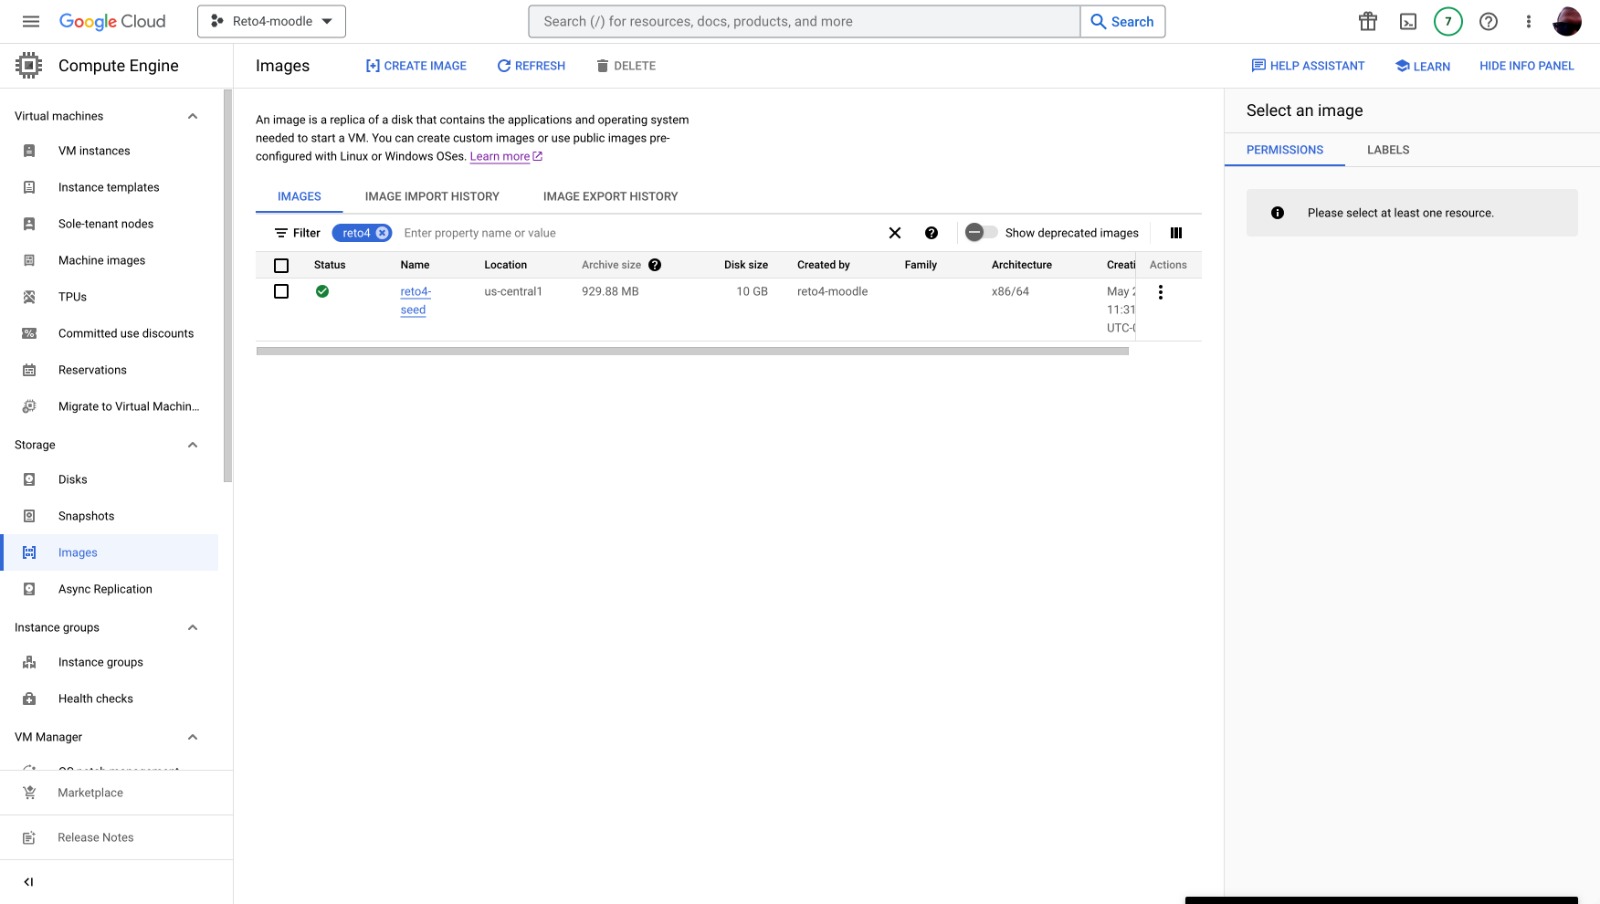 Google Cloud
Reto4-moodle
Search (/) for resources, docs, products, and more
Search
7
Compute Engine
Images
CREATE IMAGE
REFRESH
DELETE
HELP ASSISTANT
LEARN
HIDE INFO PANEL
Virtual machines
VM instances
Instance templates
Sole-tenant nodes
Machine images
TPUs
Committed use discounts
Reservations
Migrate to Virtual Machin...
Storage
Disks
Snapshots
Images
Async Replication
Instance groups
Instance groups
Health checks
VM Manager
Marketplace
Release Notes
An image is a replica of a disk that contains the applications and operating system
needed to start a VM. You can create custom images or use public images pre-
configured with Linux or Windows OSes. Learn more
IMAGES
IMAGE IMPORT HISTORY
IMAGE EXPORT HISTORY
Filter
reto4
Enter property name or value
Show deprecated images
Status
Name
Location
Archive size
Disk size
Created by
Family
Architecture
Creati
Actions
reto4-
seed
us-central1
929.88 MB
10 GB
reto4-moodle
x86/64
May 2
11:31
UTC-0
Select an image
PERMISSIONS
LABELS
Please select at least one resource.